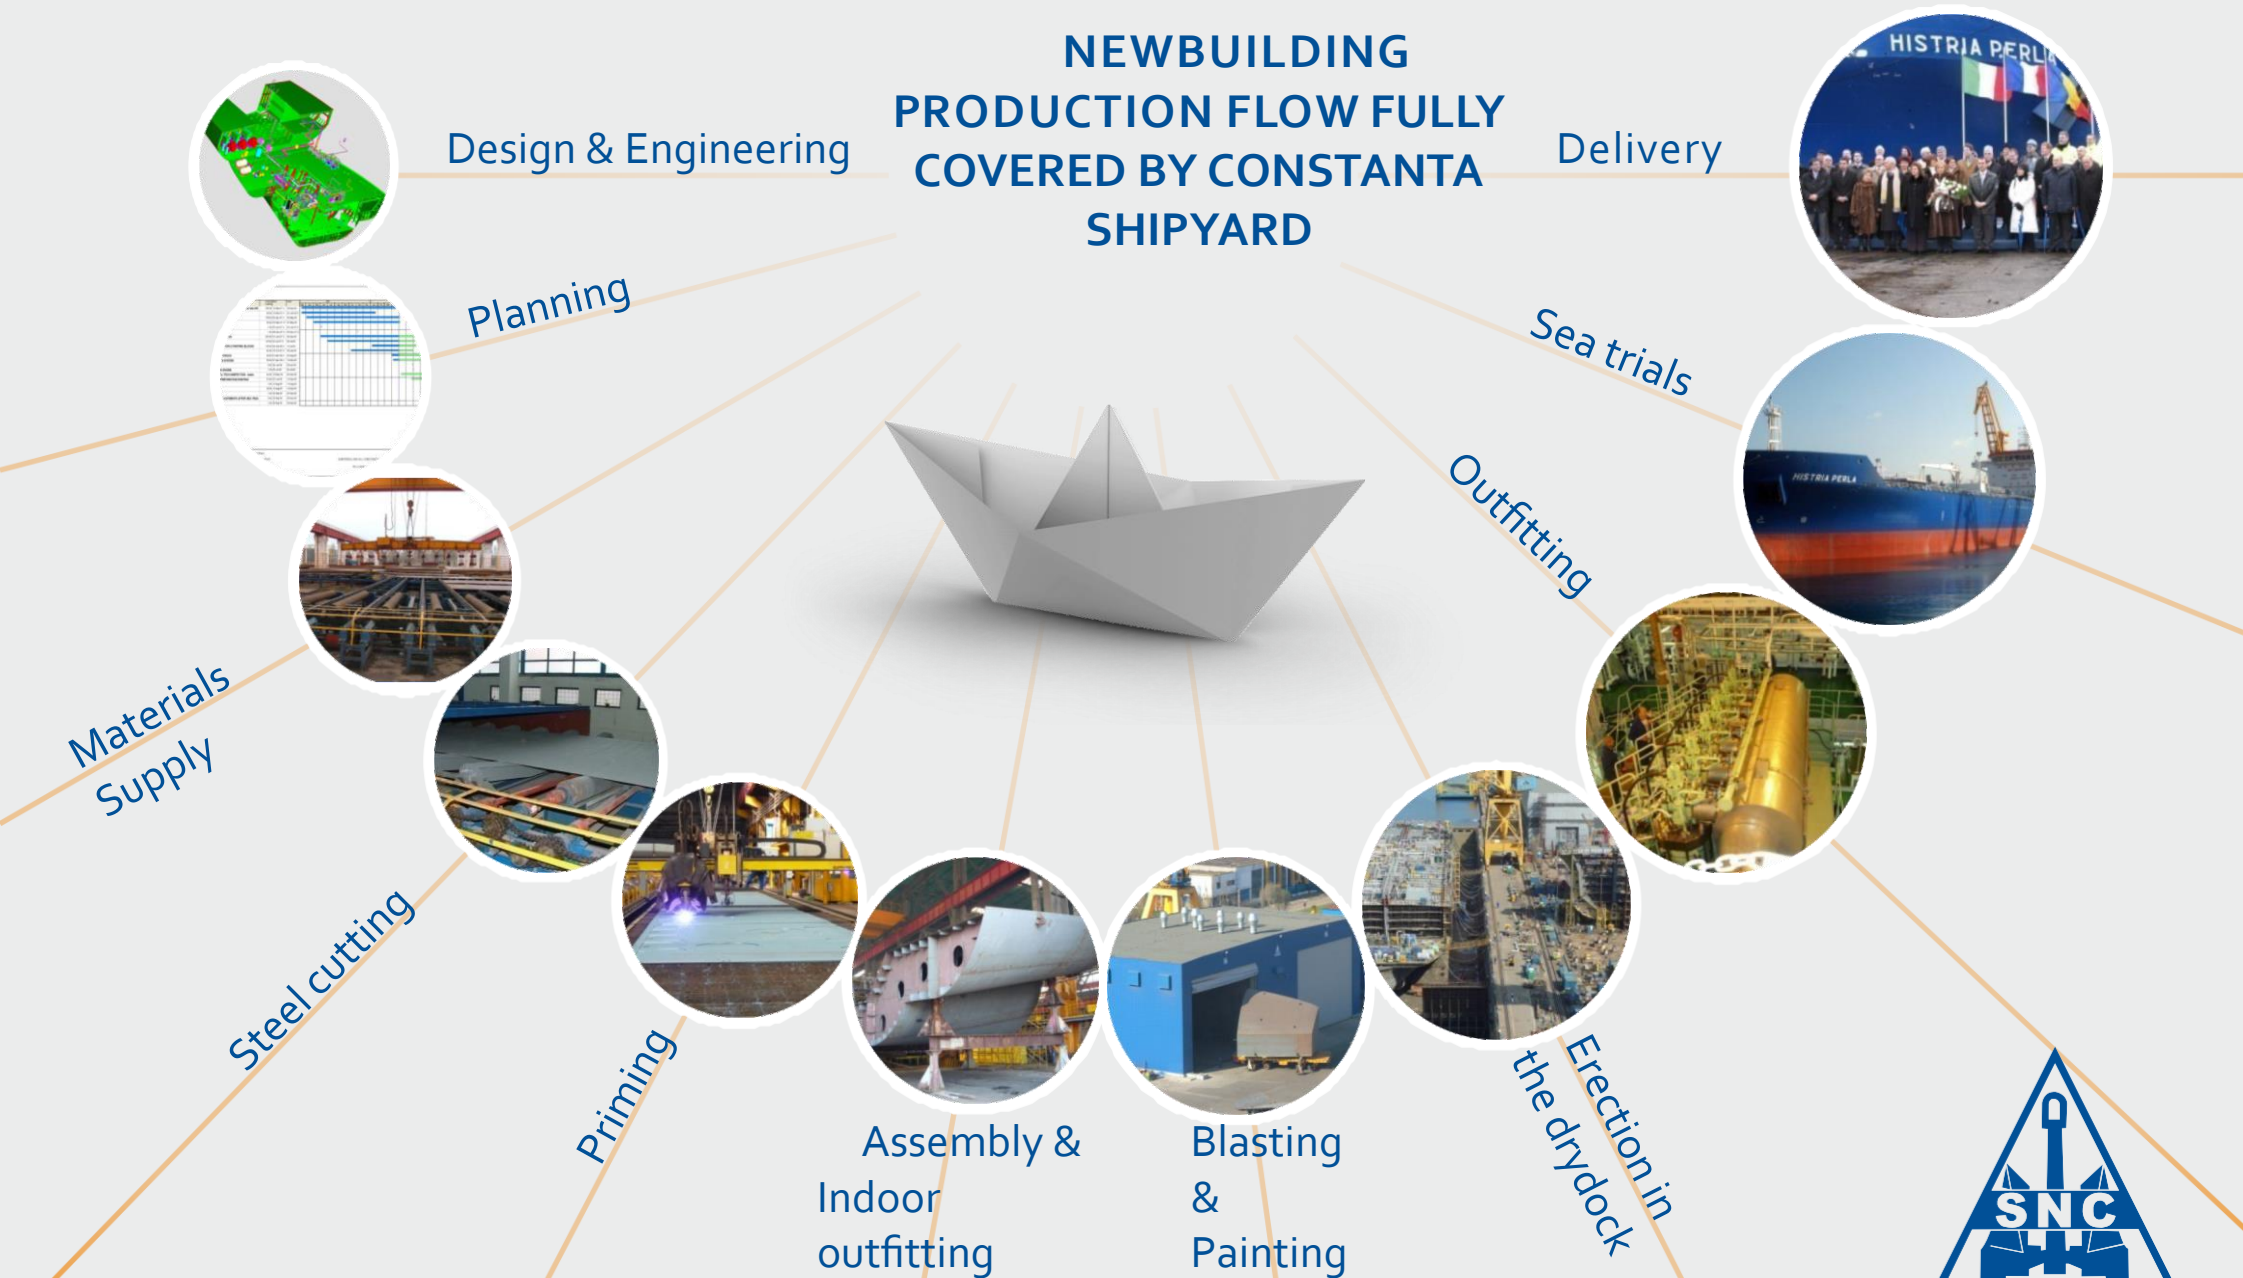 NEWBUILDING
PRODUCTION FLOW FULLY
COVERED BY CONSTANTA
SHIPYARD
Design & Engineering
Planning
Materials
Supply
Steel cutting
Priming
Assembly &
Indoor
outfitting
Blasting
&
Painting
Erection in
the drydock
Outfitting
Sea trials
Delivery
HISTRIA PERLA
HISTRIA PERLA
SNC